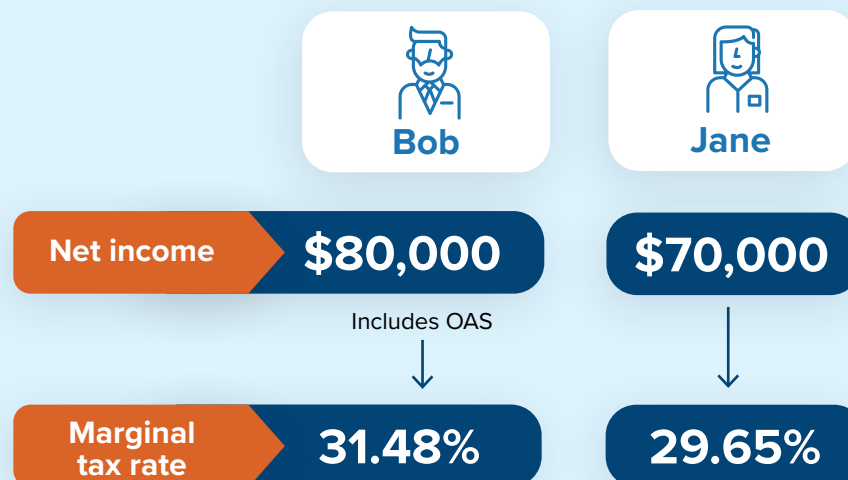 Bob
Jane
Net income
$80,000
$70,000
Includes OAS
Marginal
tax rate
31.48%
29.65%